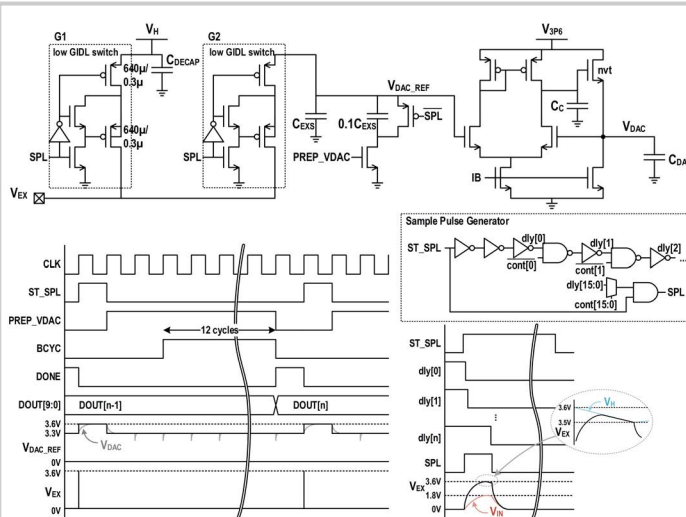 G1
V_H
G2
V_3P6
low GIDL switch
low GIDL switch
640µ/
0.3µ
C_DECAP
nvt
V_DAC_REF
C_C
640µ/
0.3µ
C_EXS
0.1C_EXS
SPL
V_DAC
SPL
SPL
PREP_VDAC
C_DA
IB
V_EX
Sample Pulse Generator
ST_SPL
dly[0]
dly[1]
dly[2]
...
cont[0]
cont[1]
dly[15:0]
SPL
cont[15:0]
CLK
ST_SPL
PREP_VDAC
12 cycles
BCYC
DONE
DOUT[9:0]
DOUT[n-1]
DOUT[n]
3.6V
3.3V
V_DAC
V_DAC_REF
0V
3.6V
V_EX
0V
ST_SPL
dly[0]
dly[1]
...
dly[n]
SPL
3.6V
V_H
3.5V
V_EX
V_EX
3.6V
1.8V
0V
V_IN